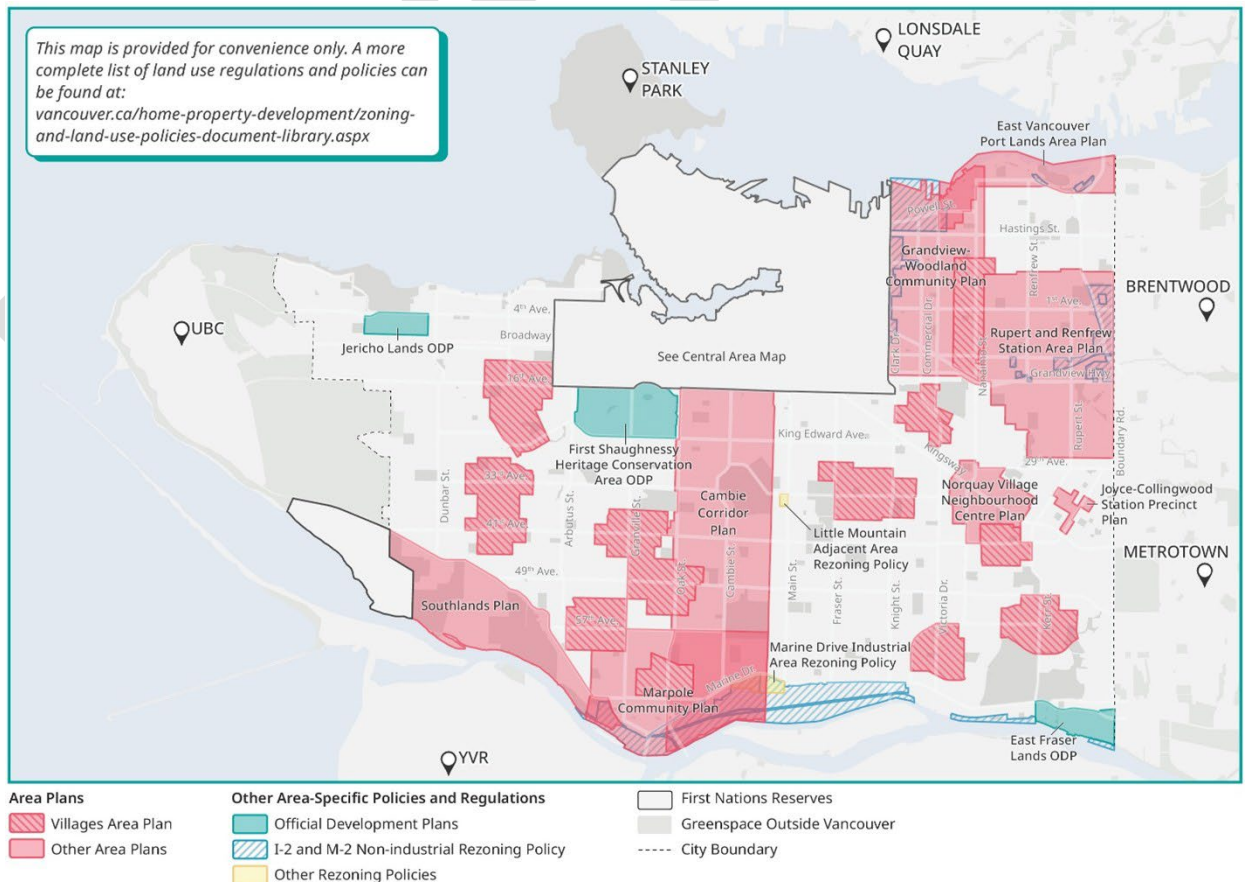 This map is provided for convenience only. A more
complete list of land use regulations and policies can
be found at:
vancouver.ca/home-property-development/zoning-
and-land-use-policies-document-library.aspx
LONSDALE
QUAY
STANLEY
PARK
East Vancouver
Port Lands Area Plan
Powell St.
Hastings St.
Grandview-
Woodland
Community Plan
Renfrew St.
1st Ave.
BRENTWOOD
UBC
4th Ave.
Jericho Lands ODP
Broadway
See Central Area Map
Clark Dr.
Commercial Dr.
Nanaimo St.
Rupert and Renfrew
Station Area Plan
Grandview Hwy.
16th Ave.
Rupert St.
Boundary Rd.
King Edward Ave.
Kingsway
29th Ave.
First Shaughnessy
Heritage Conservation
Area ODP
Dunbar St.
33rd Ave.
Arbutus St.
Granville St.
Cambie
Corridor
Plan
Norquay Village
Neighbourhood
Centre Plan
Joyce-Collingwood
Station Precinct
Plan
41st Ave.
Little Mountain
Adjacent Area
Rezoning Policy
METROTOWN
49th Ave.
Oak St.
Cambie St.
Main St.
Fraser St.
Knight St.
Victoria Dr.
Kerr St.
Southlands Plan
57th Ave.
Marine Drive Industrial
Area Rezoning Policy
Marine Dr.
Marpole
Community Plan
East Fraser
Lands ODP
YVR
Area Plans
Villages Area Plan
Other Area Plans
Other Area-Specific Policies and Regulations
Official Development Plans
I-2 and M-2 Non-industrial Rezoning Policy
Other Rezoning Policies
First Nations Reserves
Greenspace Outside Vancouver
City Boundary